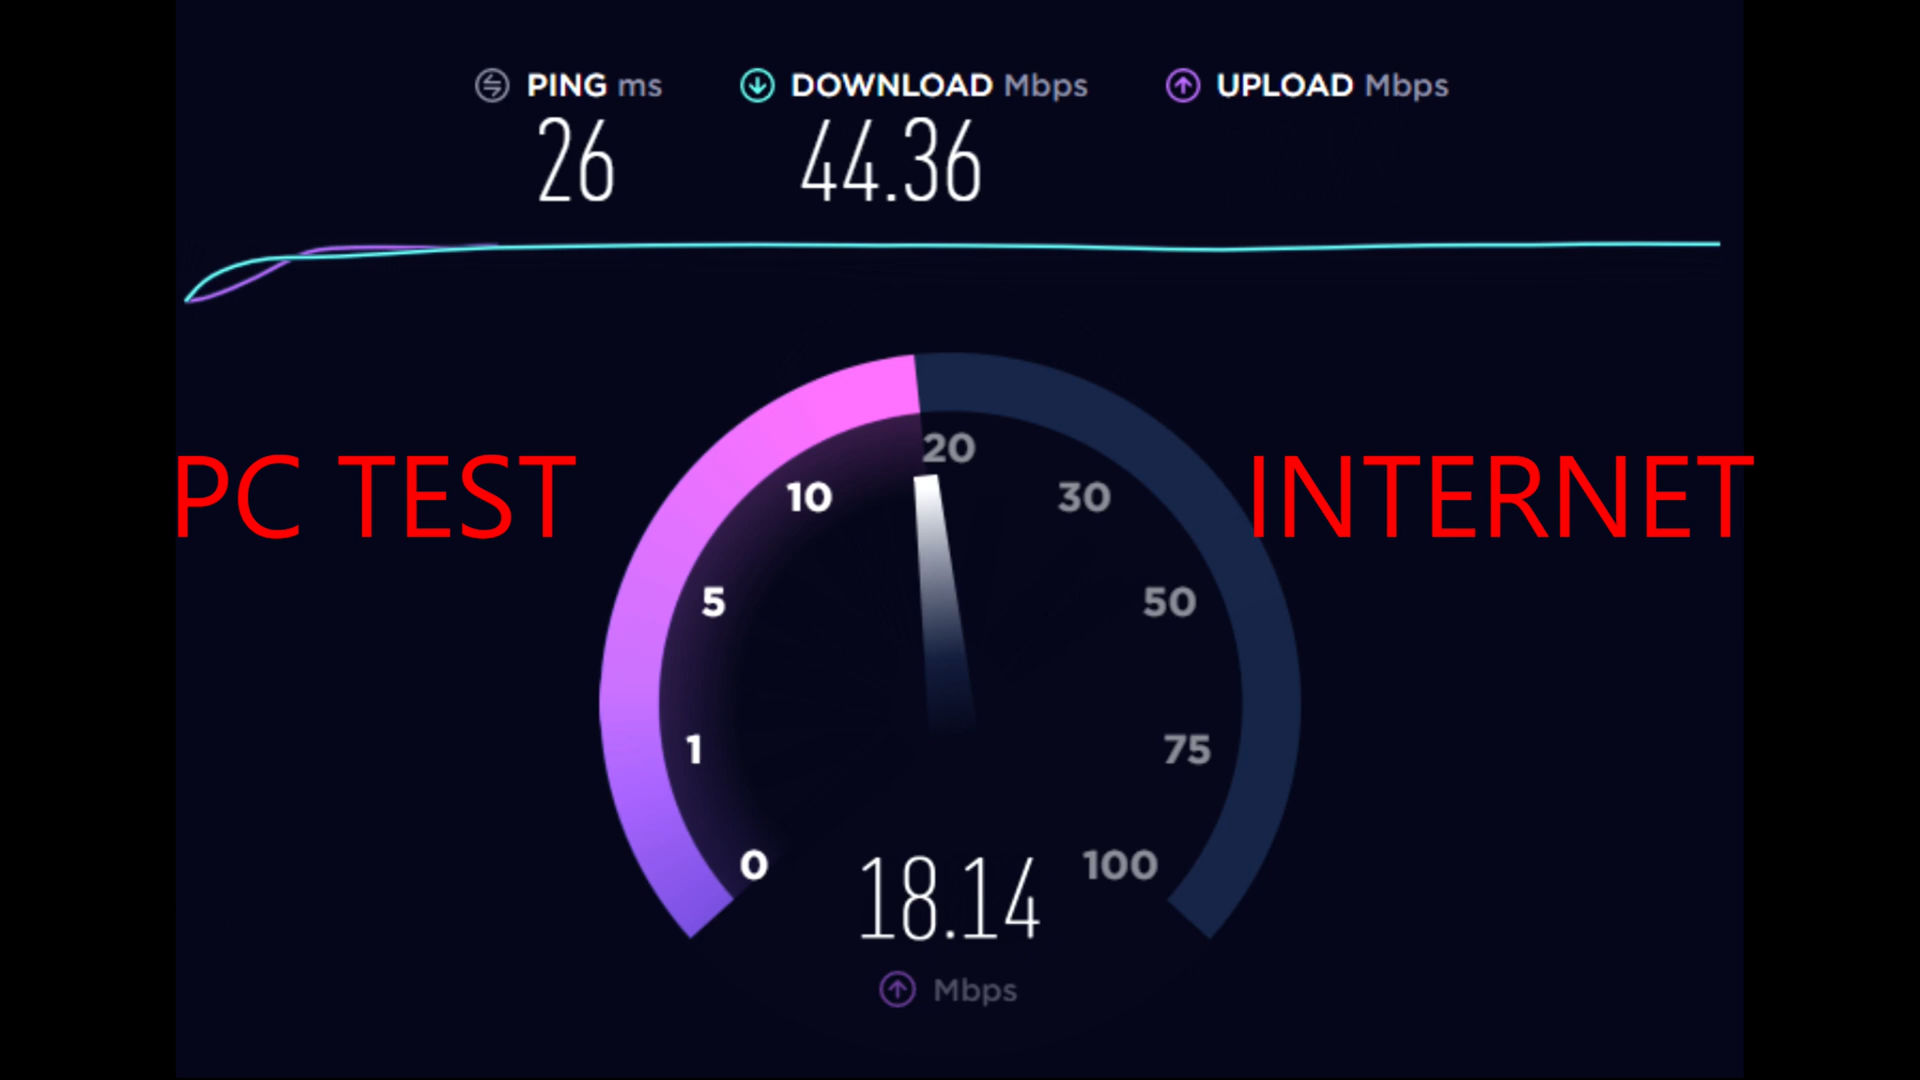 PING ms
DOWNLOAD Mbps
UPLOAD Mbps
26
44.36
PC TEST
INTERNET
0
1
5
10
20
30
50
75
100
18.14
Mbps